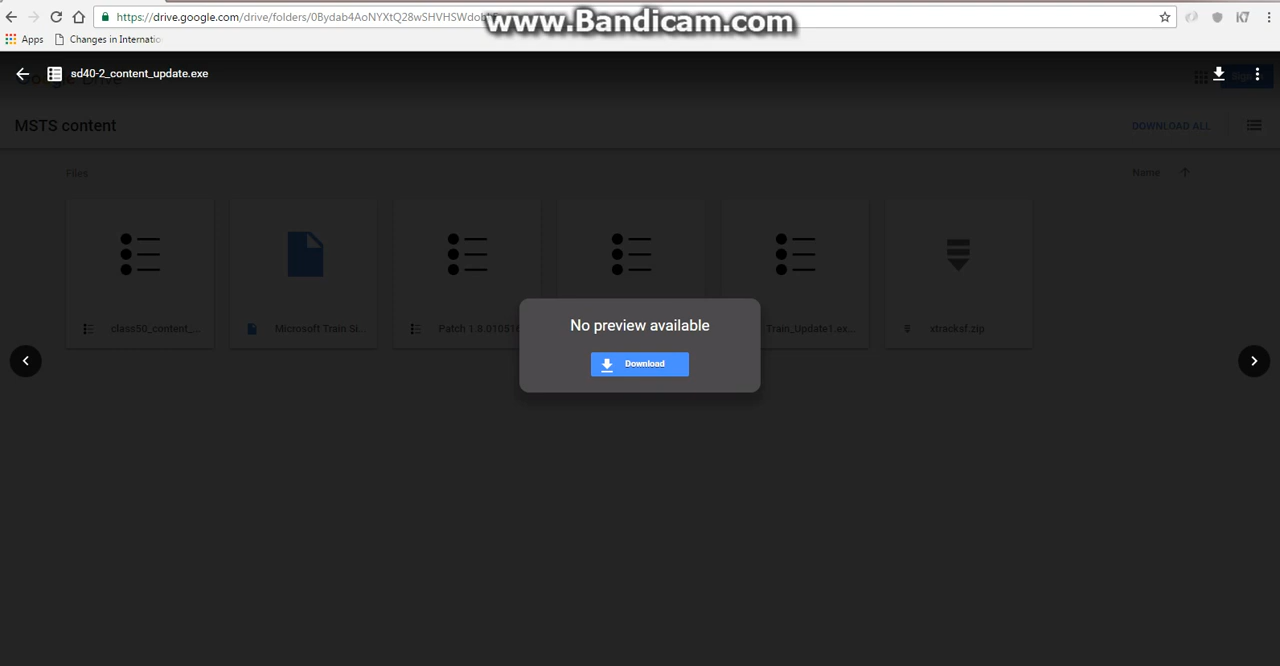 https://drive.google.com/drive/folders/0Bydab4AoNYXtQ28wSHVHSWdob
www.Bandicam.com
Apps
Changes in Internatio
sd40-2_content_update.exe
MSTS content
DOWNLOAD ALL
Files
Name
class50_content_...
Microsoft Train Si...
Patch 1.8.01051
Train_Update1.ex...
xtracksf.zip
No preview available
Download